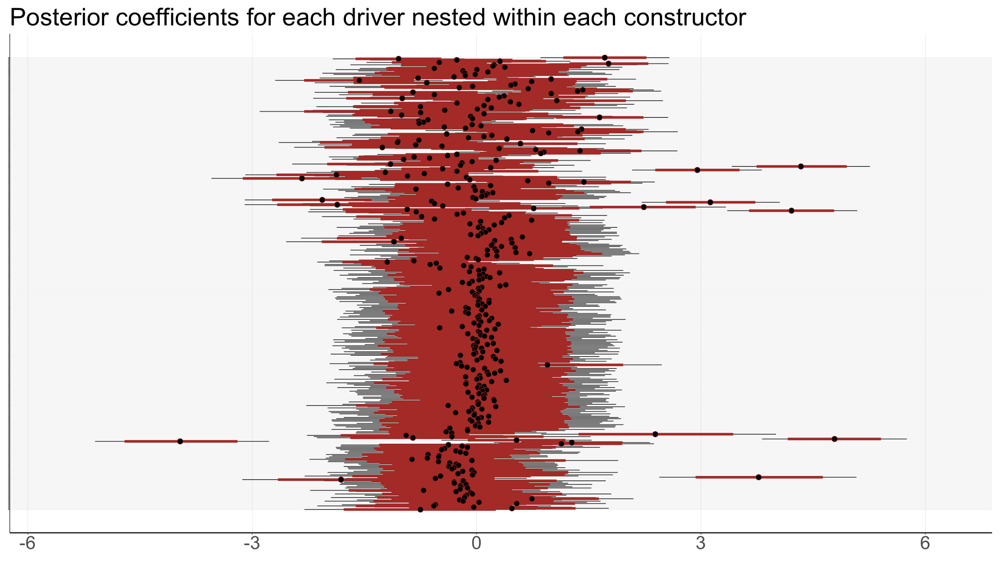 Posterior coefficients for each driver nested within each constructor
-6 -3 0 3 6